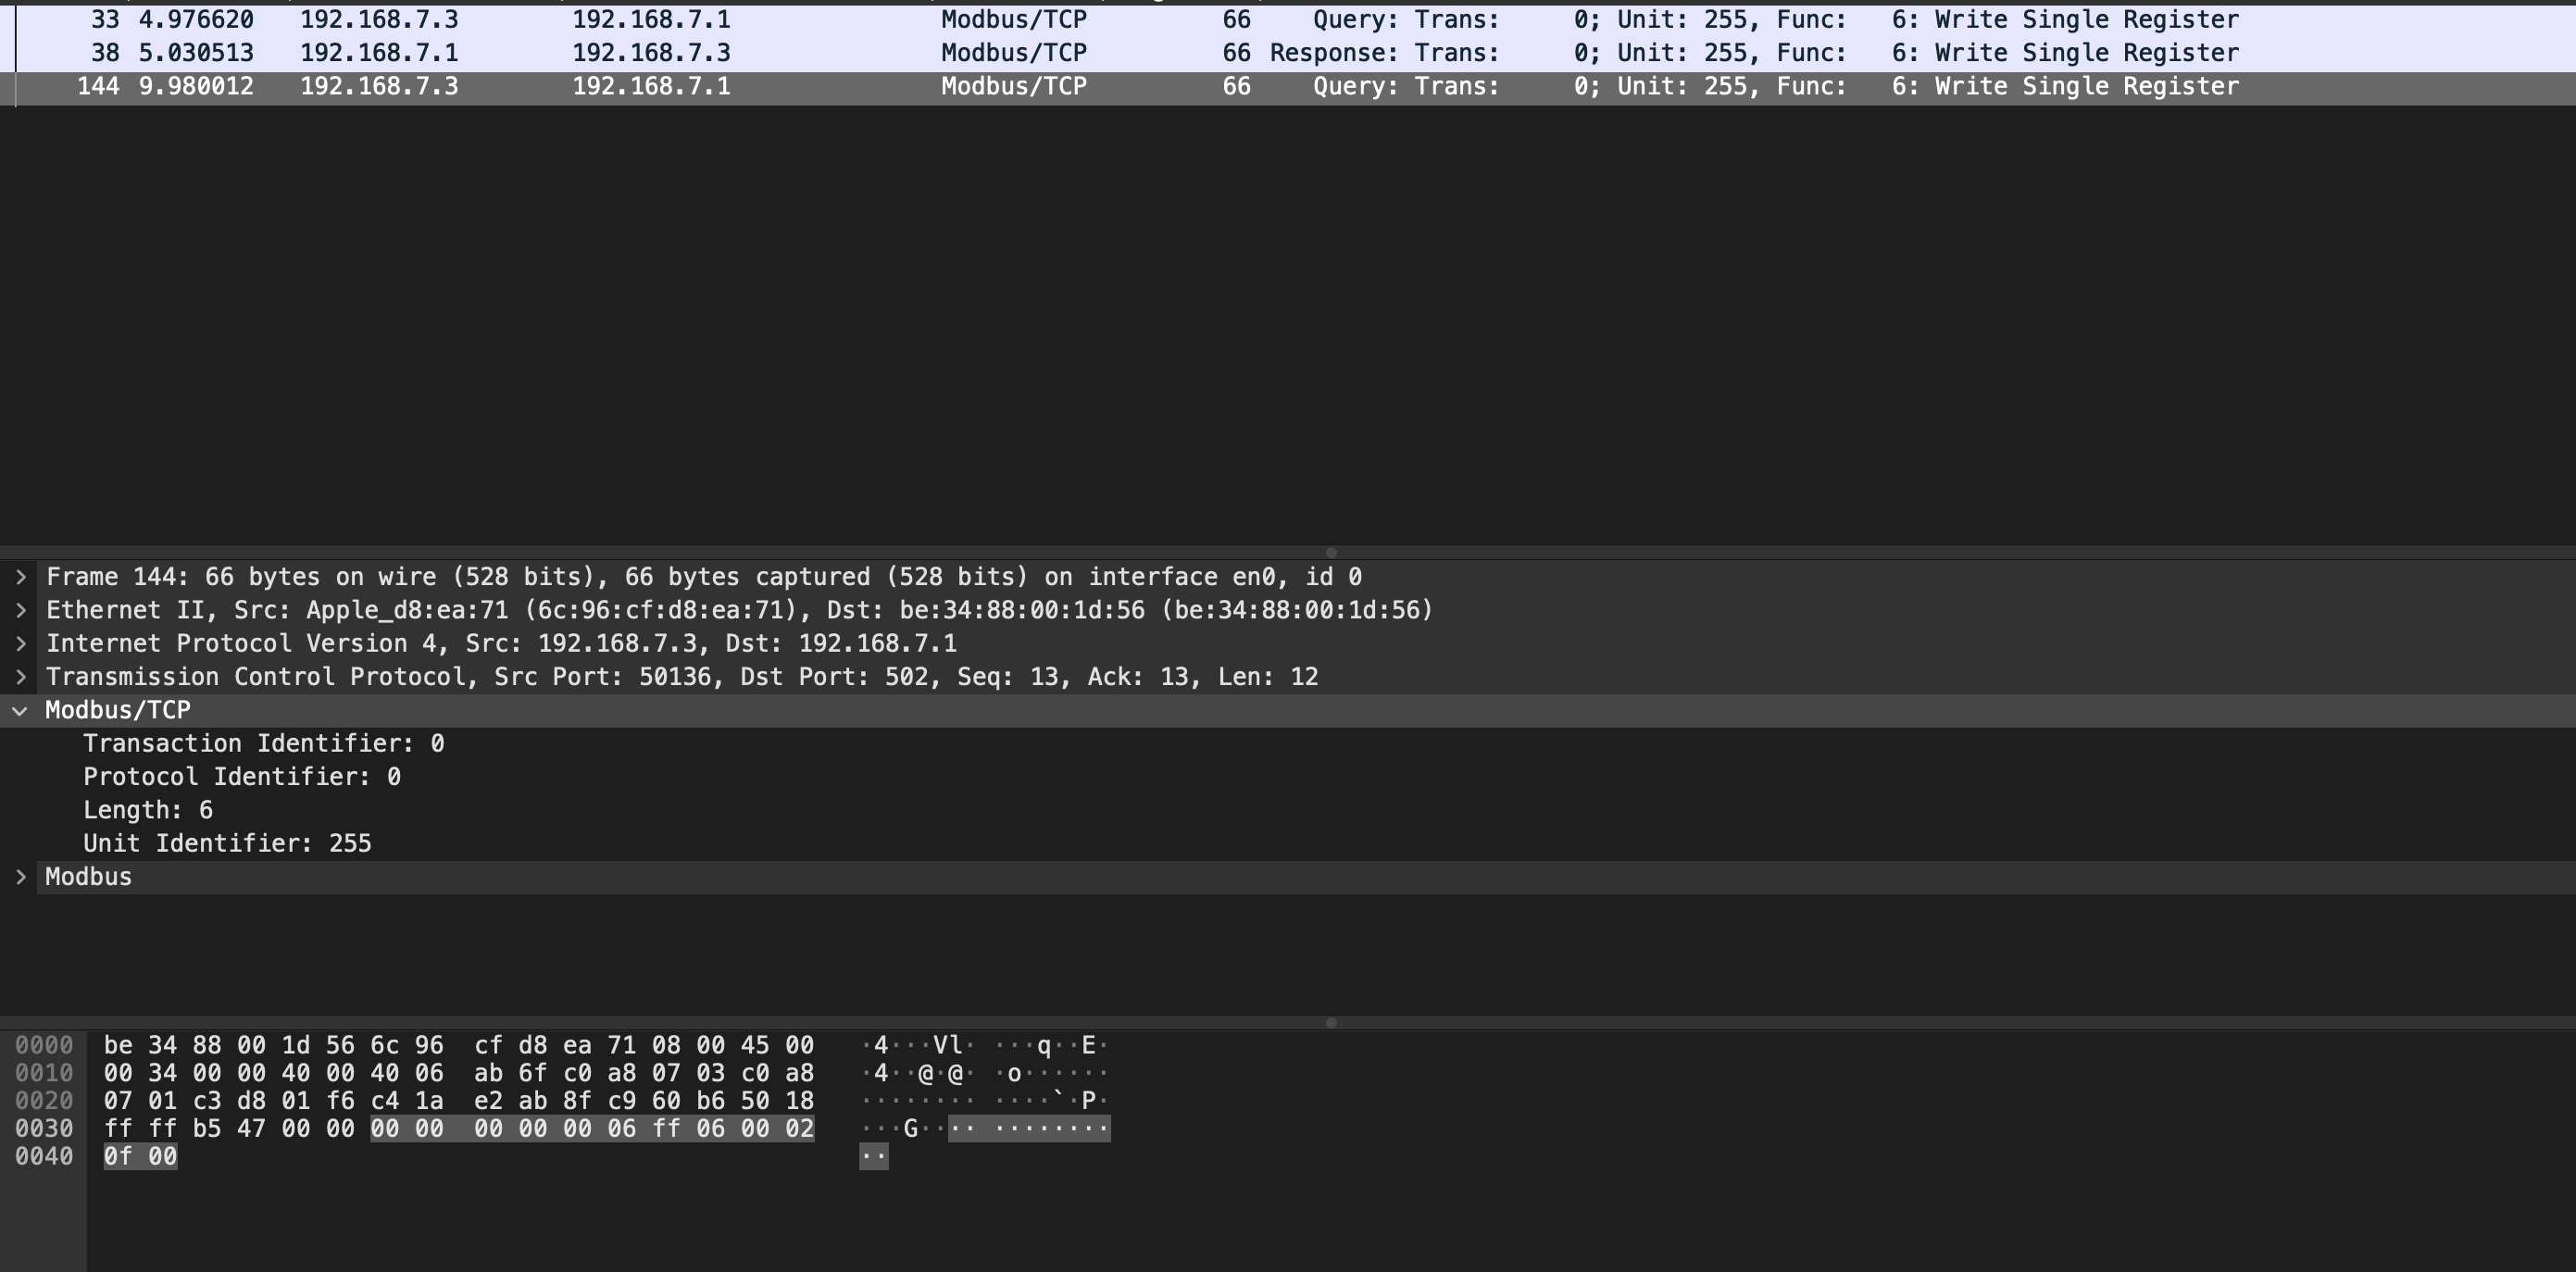 33 4.976620 192.168.7.3 192.168.7.1 Modbus/TCP 66 Query: Trans: 0; Unit: 255, Func: 6: Write Single Register
38 5.030513 192.168.7.1 192.168.7.3 Modbus/TCP 66 Response: Trans: 0; Unit: 255, Func: 6: Write Single Register
144 9.980012 192.168.7.3 192.168.7.1 Modbus/TCP 66 Query: Trans: 0; Unit: 255, Func: 6: Write Single Register
Frame 144: 66 bytes on wire (528 bits), 66 bytes captured (528 bits) on interface en0, id 0
Ethernet II, Src: Apple_d8:ea:71 (6c:96:cf:d8:ea:71), Dst: be:34:88:00:1d:56 (be:34:88:00:1d:56)
Internet Protocol Version 4, Src: 192.168.7.3, Dst: 192.168.7.1
Transmission Control Protocol, Src Port: 50136, Dst Port: 502, Seq: 13, Ack: 13, Len: 12
Modbus/TCP
Transaction Identifier: 0
Protocol Identifier: 0
Length: 6
Unit Identifier: 255
Modbus
0000 be 34 88 00 1d 56 6c 96 cf d8 ea 71 08 00 45 00 ·4···Vl· ···q··E·
0010 00 34 00 00 40 00 40 06 ab 6f c0 a8 07 03 c0 a8 ·4··@·@· ·o······
0020 07 01 c3 d8 01 f6 c4 1a e2 ab 8f c9 60 b6 50 18 ········ ····`·P·
0030 ff ff b5 47 00 00 00 00 00 00 00 06 ff 06 00 02 ···G···· ········
0040 0f 00 ··